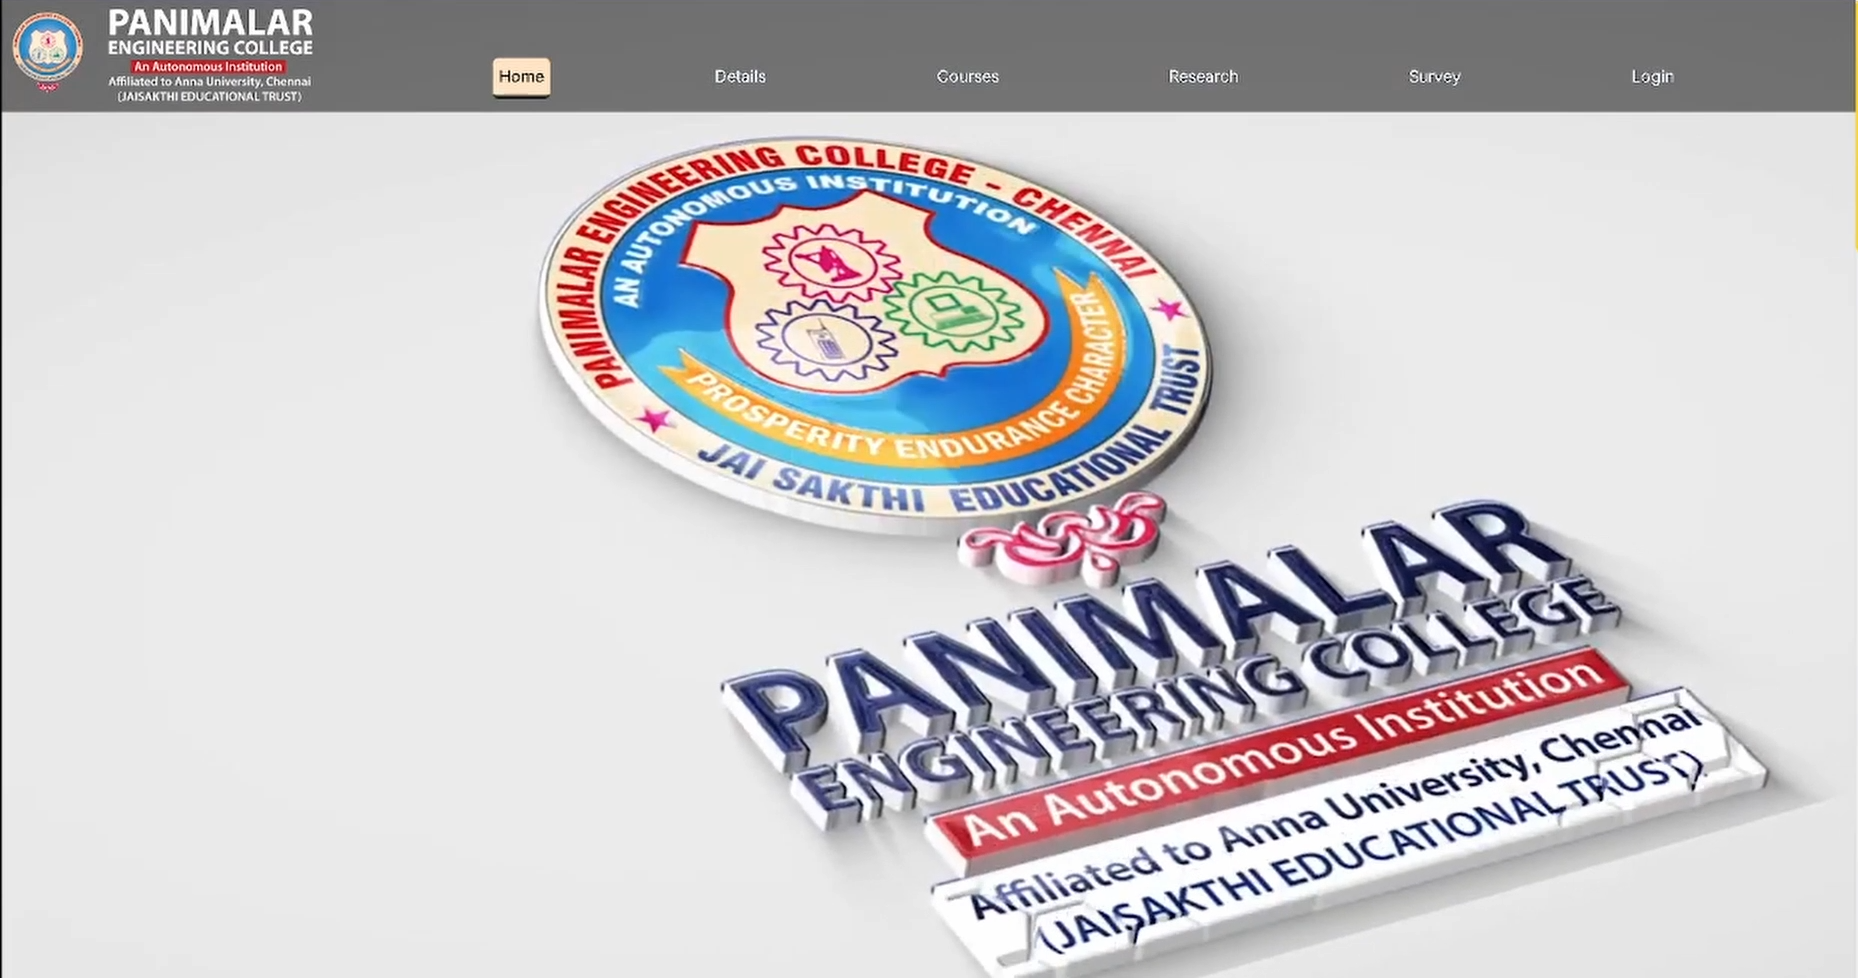 PANIMALAR
ENGINEERING COLLEGE
An Autonomous Institution
Affiliated to Anna University, Chennai
(JAISAKTHI EDUCATIONAL TRUST)
Home
Details
Courses
Research
Survey
Login
PANIMALAR ENGINEERING COLLEGE - CHENNAI
AN AUTONOMOUS INSTITUTION
PROSPERITY ENDURANCE CHARACTER
JAI SAKTHI EDUCATIONAL TRUST
PANIMALAR
ENGINEERING COLLEGE
An Autonomous Institution
Affiliated to Anna University, Chennai
(JAISAKTHI EDUCATIONAL TRUST)